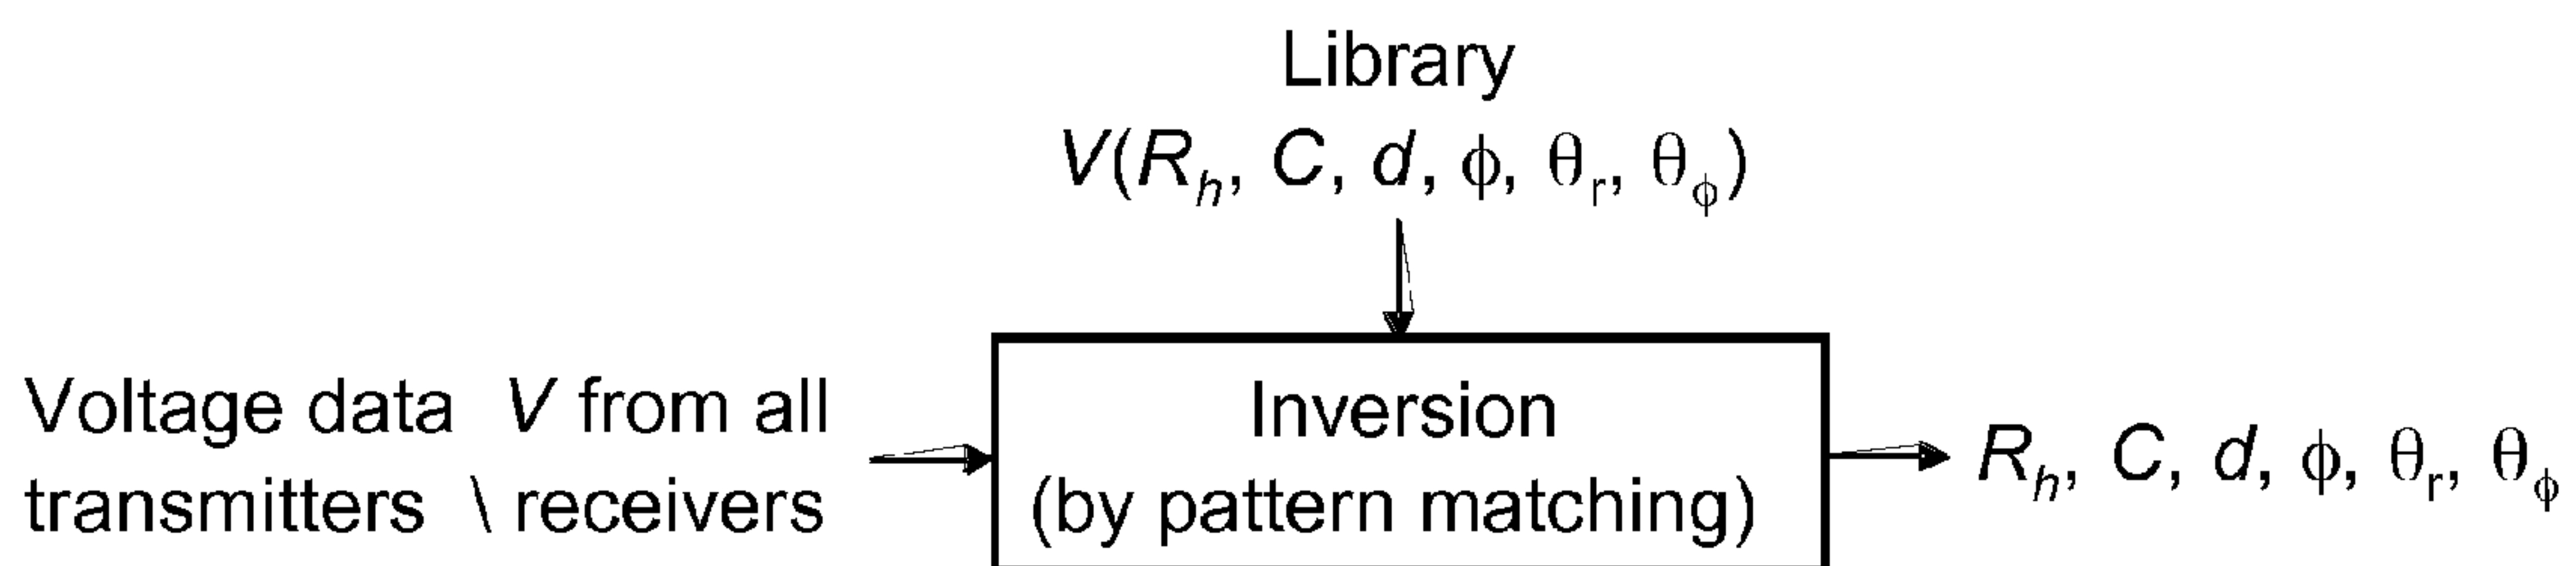 Library
V(R_h, C, d, ϕ, θ_r, θ_ϕ)
Voltage data V from all
transmitters \ receivers
Inversion
(by pattern matching)
R_h, C, d, ϕ, θ_r, θ_ϕ